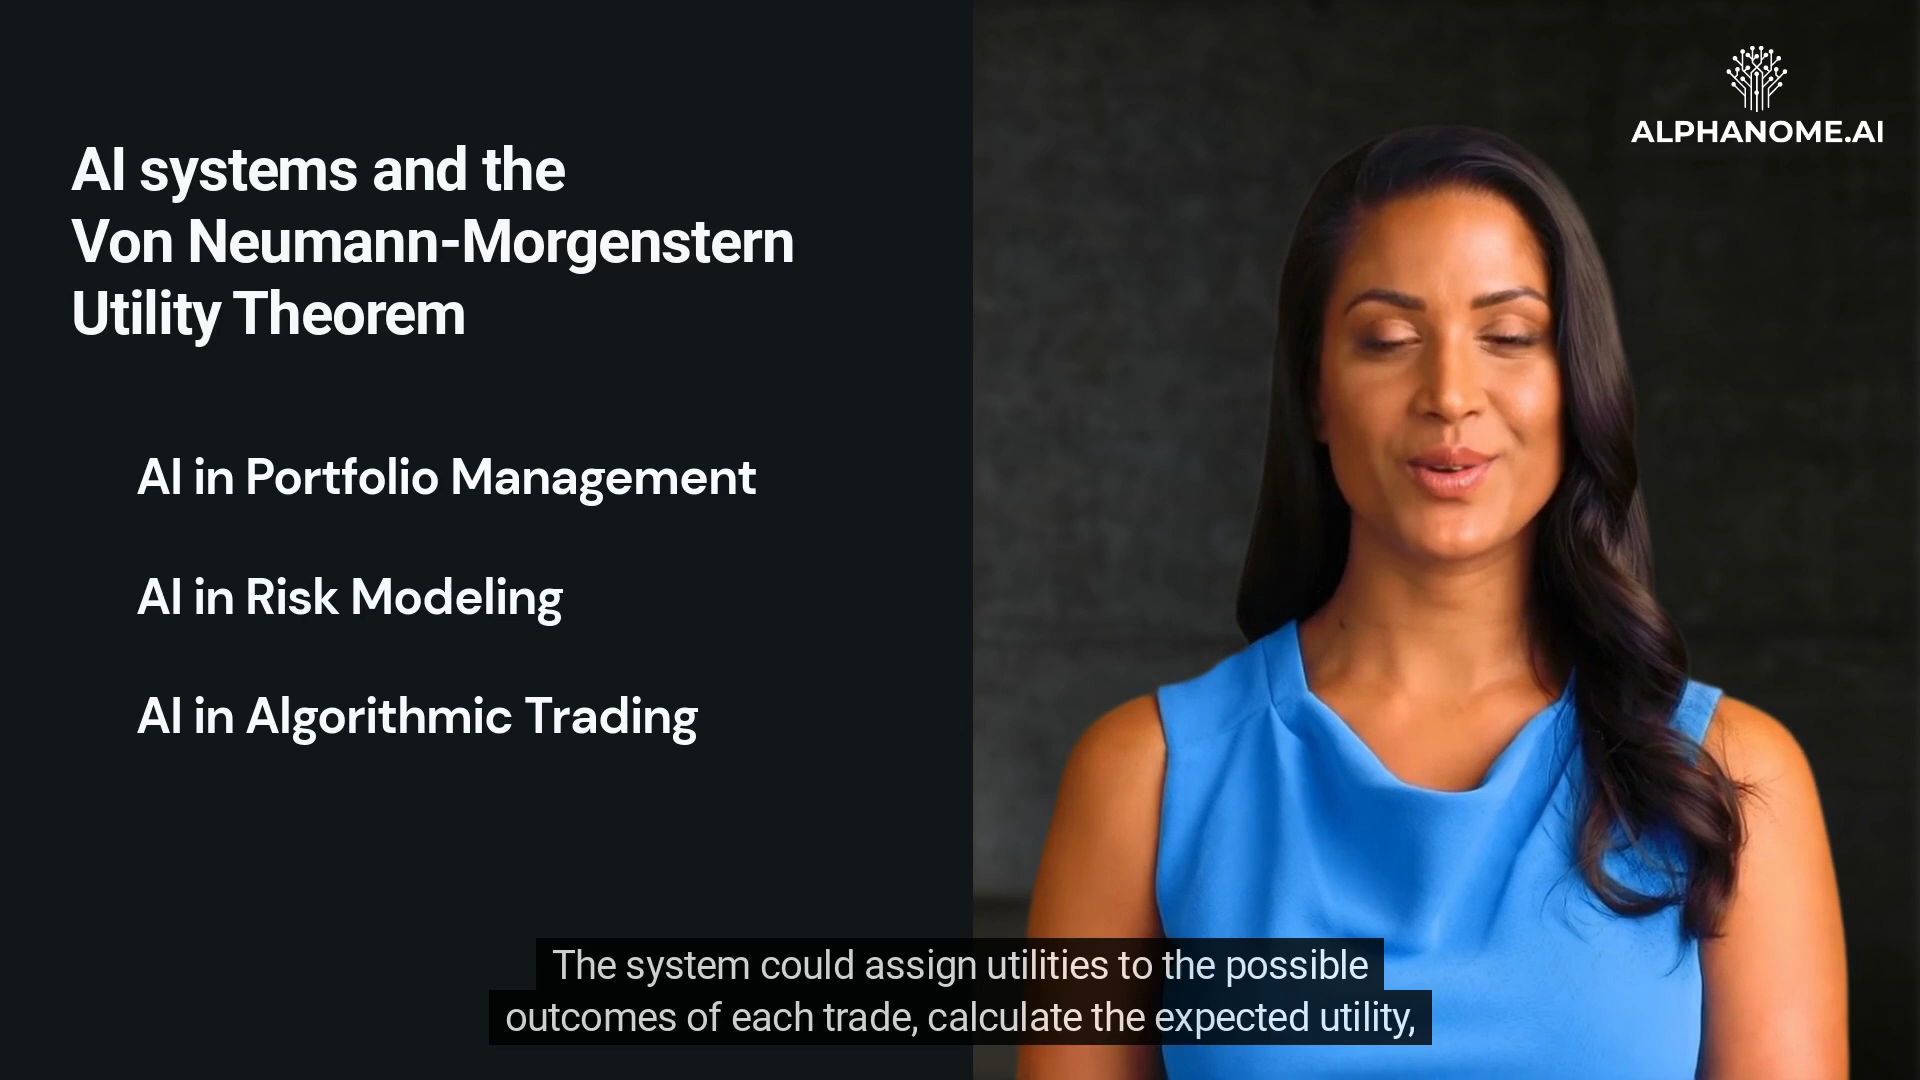 ALPHANOME.AI
AI systems and the
Von Neumann-Morgenstern
Utility Theorem
AI in Portfolio Management
AI in Risk Modeling
AI in Algorithmic Trading
The system could assign utilities to the possible
outcomes of each trade, calculate the expected utility,